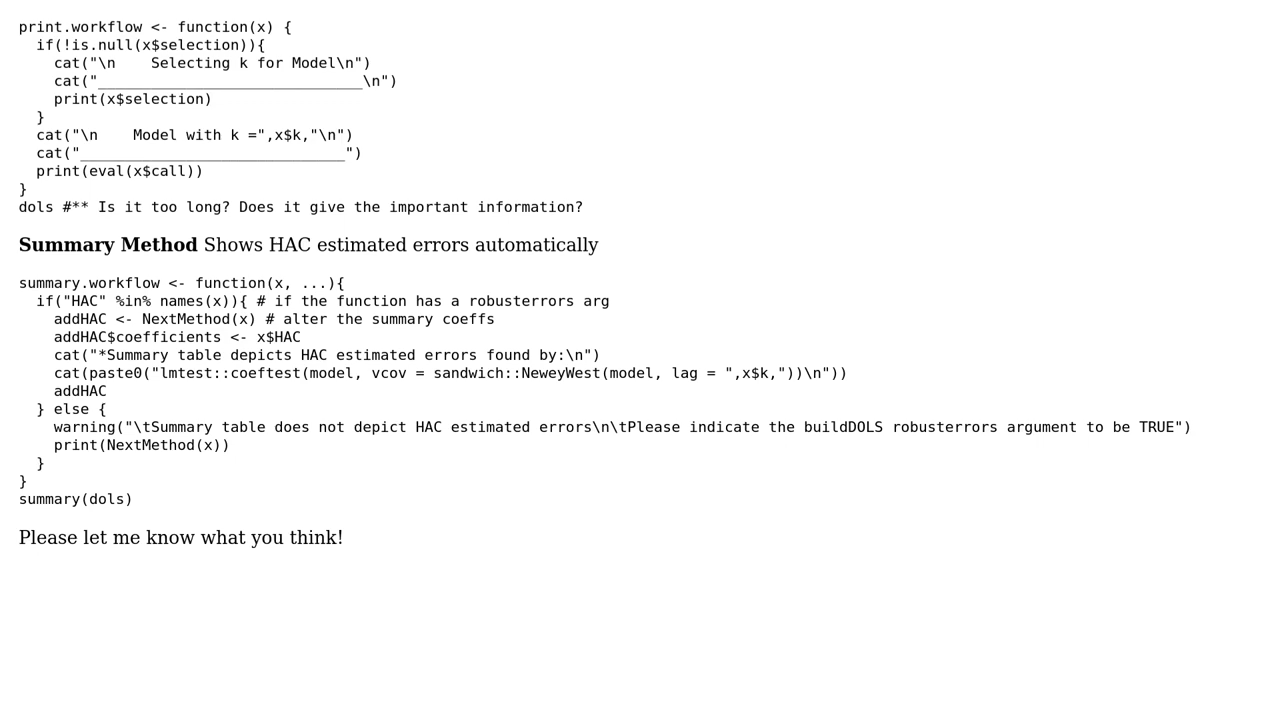 print.workflow <- function(x) {
  if(!is.null(x$selection)){
    cat("\n    Selecting k for Model\n")
    cat("______________________________\n")
    print(x$selection)
  }
  cat("\n    Model with k =",x$k,"\n")
  cat("______________________________")
  print(eval(x$call))
}
dols #** Is it too long? Does it give the important information?
Summary Method Shows HAC estimated errors automatically
summary.workflow <- function(x, ...){
  if("HAC" %in% names(x)){ # if the function has a robusterrors arg
    addHAC <- NextMethod(x) # alter the summary coeffs
    addHAC$coefficients <- x$HAC
    cat("*Summary table depicts HAC estimated errors found by:\n")
    cat(paste0("lmtest::coeftest(model, vcov = sandwich::NeweyWest(model, lag = ",x$k,"))\n"))
    addHAC
  } else {
    warning("\tSummary table does not depict HAC estimated errors\n\tPlease indicate the buildDOLS robusterrors argument to be TRUE")
    print(NextMethod(x))
  }
}
summary(dols)
Please let me know what you think!